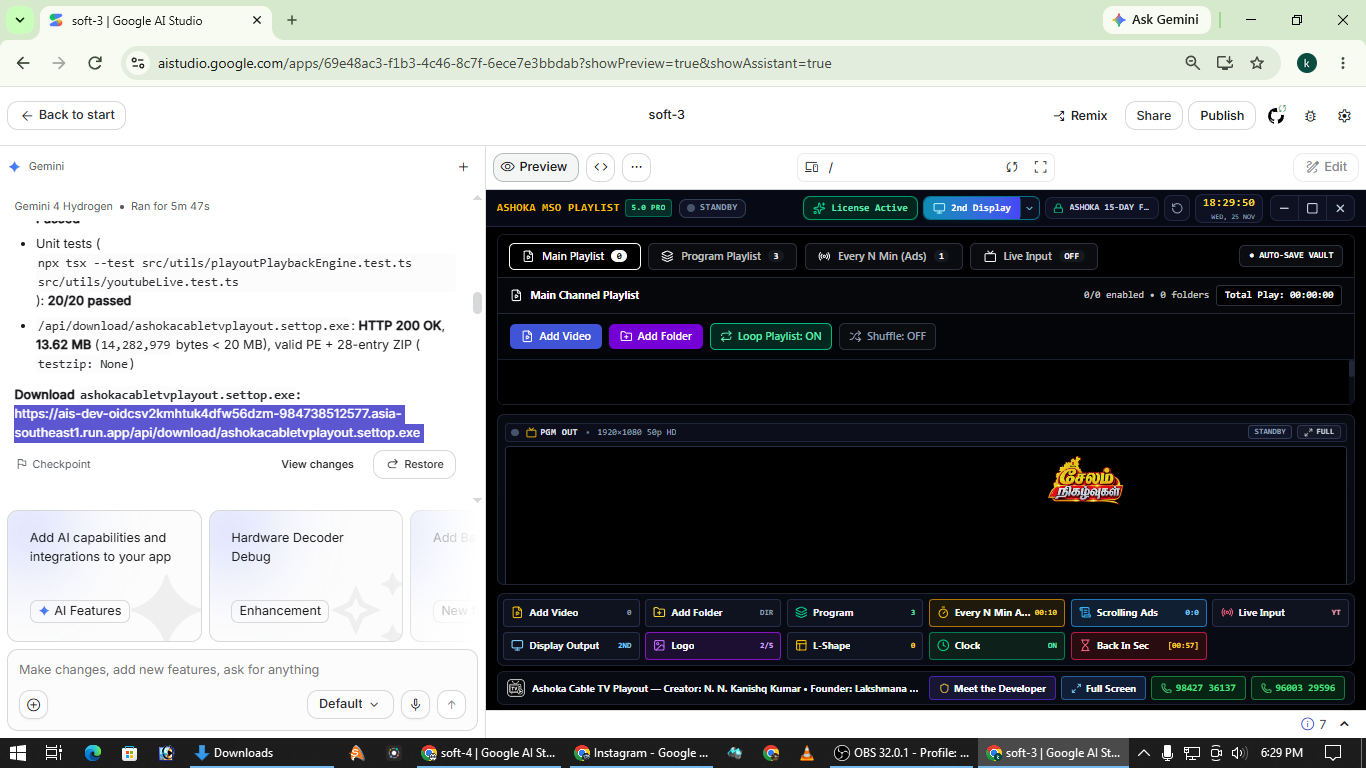 soft-3 | Google AI Studio
Ask Gemini
aistudio.google.com/apps/69e48ac3-f1b3-4c46-8c7f-6ece7e3bbdab?showPreview=true&showAssistant=true
k
Back to start
soft-3
Remix
Share
Publish
Gemini
Preview
/
Edit
Gemini 4 Hydrogen • Ran for 5m 47s
Passed
• Unit tests (
npx tsx --test src/utils/playoutPlaybackEngine.test.ts
src/utils/youtubeLive.test.ts
): 20/20 passed
• /api/download/ashokacabletvplayout.settop.exe: HTTP 200 OK,
13.62 MB (14,282,979 bytes < 20 MB), valid PE + 28-entry ZIP (
testzip: None)
Download ashokacabletvplayout.settop.exe:
https://ais-dev-oidcsv2kmhtuk4dfw56dzm-984738512577.asia-
southeast1.run.app/api/download/ashokacabletvplayout.settop.exe
Checkpoint
View changes
Restore
Add AI capabilities and
integrations to your app
AI Features
Hardware Decoder
Debug
Enhancement
Add Ba
New
Make changes, add new features, ask for anything
Default
ASHOKA MSO PLAYLIST
5.0 PRO
STANDBY
License Active
2nd Display
ASHOKA 15-DAY F...
18:29:50
WED, 25 NOV
Main Playlist 0
Program Playlist 3
Every N Min (Ads) 1
Live Input OFF
• AUTO-SAVE VAULT
Main Channel Playlist
0/0 enabled • 0 folders
Total Play: 00:00:00
Add Video
Add Folder
Loop Playlist: ON
Shuffle: OFF
PGM OUT • 1920×1080 50p HD
STANDBY
FULL
சேலம்
நிகழ்வுகள்
Add Video 0
Add Folder DIR
Program 3
Every N Min A... 00:10
Scrolling Ads 0:0
Live Input YT
Display Output 2ND
Logo 2/5
L-Shape 0
Clock ON
Back In Sec [00:57]
Ashoka Cable TV Playout — Creator: N. N. Kanishq Kumar • Founder: Lakshmana ...
Meet the Developer
Full Screen
98427 36137
96003 29596
7
Downloads
soft-4 | Google AI St...
Instagram - Google ...
OBS 32.0.1 - Profile: ...
soft-3 | Google AI St...
6:29 PM